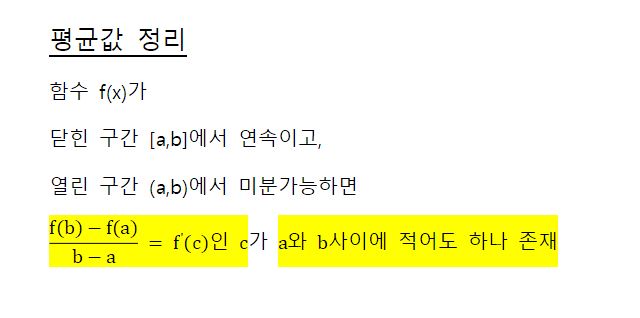 평균값 정리
함수 f(x)가
닫힌 구간 [a,b]에서 연속이고,
열린 구간 (a,b)에서 미분가능하면
f(b) − f(a) / b − a = f'(c)인 c가 a와 b사이에 적어도 하나 존재